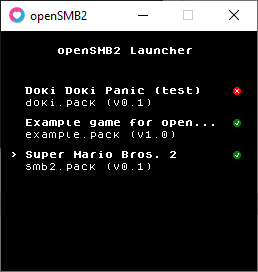 openSMB2
openSMB2 Launcher
Doki Doki Panic (test)
doki.pack (v0.1)
Example game for open...
example.pack (v1.0)
> Super Mario Bros. 2
smb2.pack (v0.1)